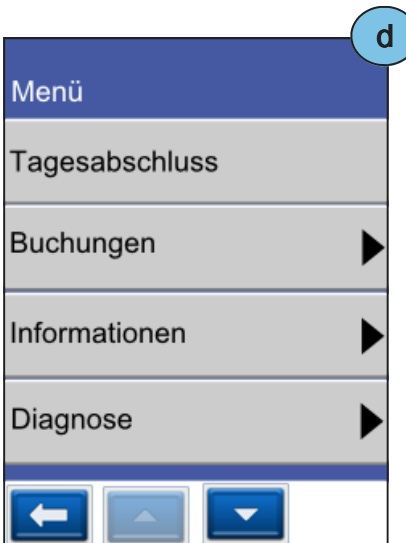 d
Menü
Tagesabschluss
Buchungen
Informationen
Diagnose